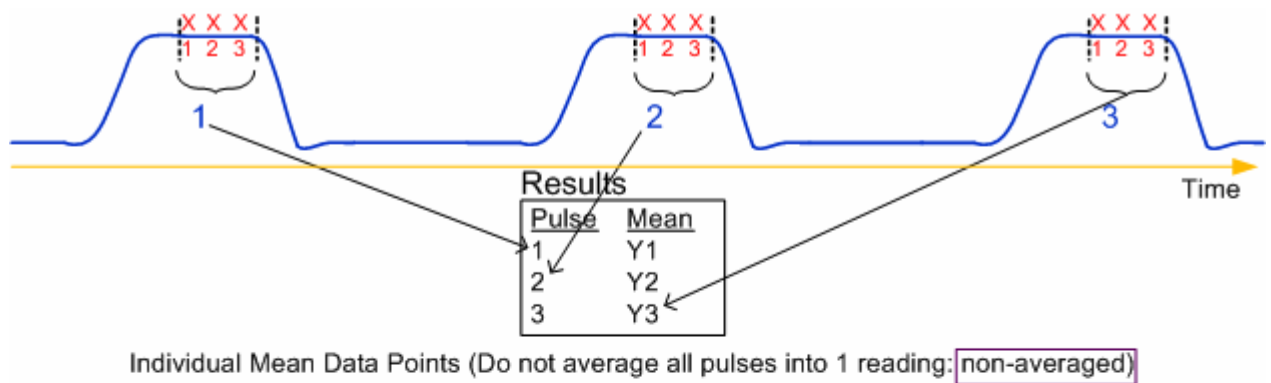 X X X X X X X X X
1 2 3 1 2 3 1 2 3
1 2 3
Time
Results
Pulse Mean
1 Y1
2 Y2
3 Y3
Individual Mean Data Points (Do not average all pulses into 1 reading: non-averaged)